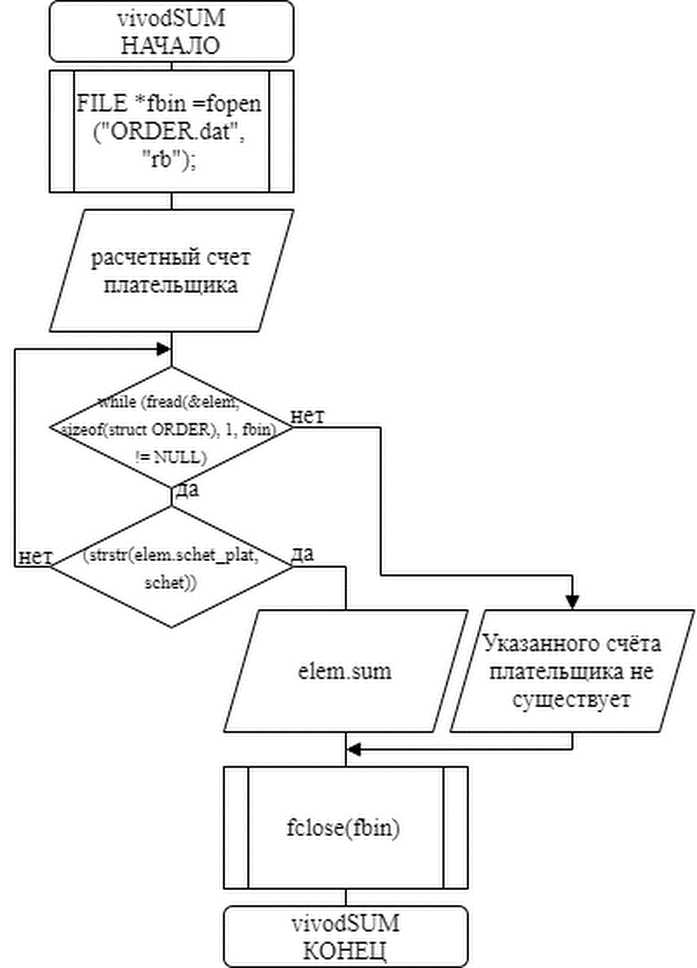 vivodSUM
НАЧАЛО
FILE *fbin =fopen
("ORDER.dat",
"rb");
расчетный счет
плательщика
while (fread(&elem,
sizeof(struct ORDER), 1, fbin)
!= NULL)
нет
да
(strstr(elem.schet_plat,
schet))
нет
да
elem.sum
Указанного счёта
плательщика не
существует
fclose(fbin)
vivodSUM
КОНЕЦ